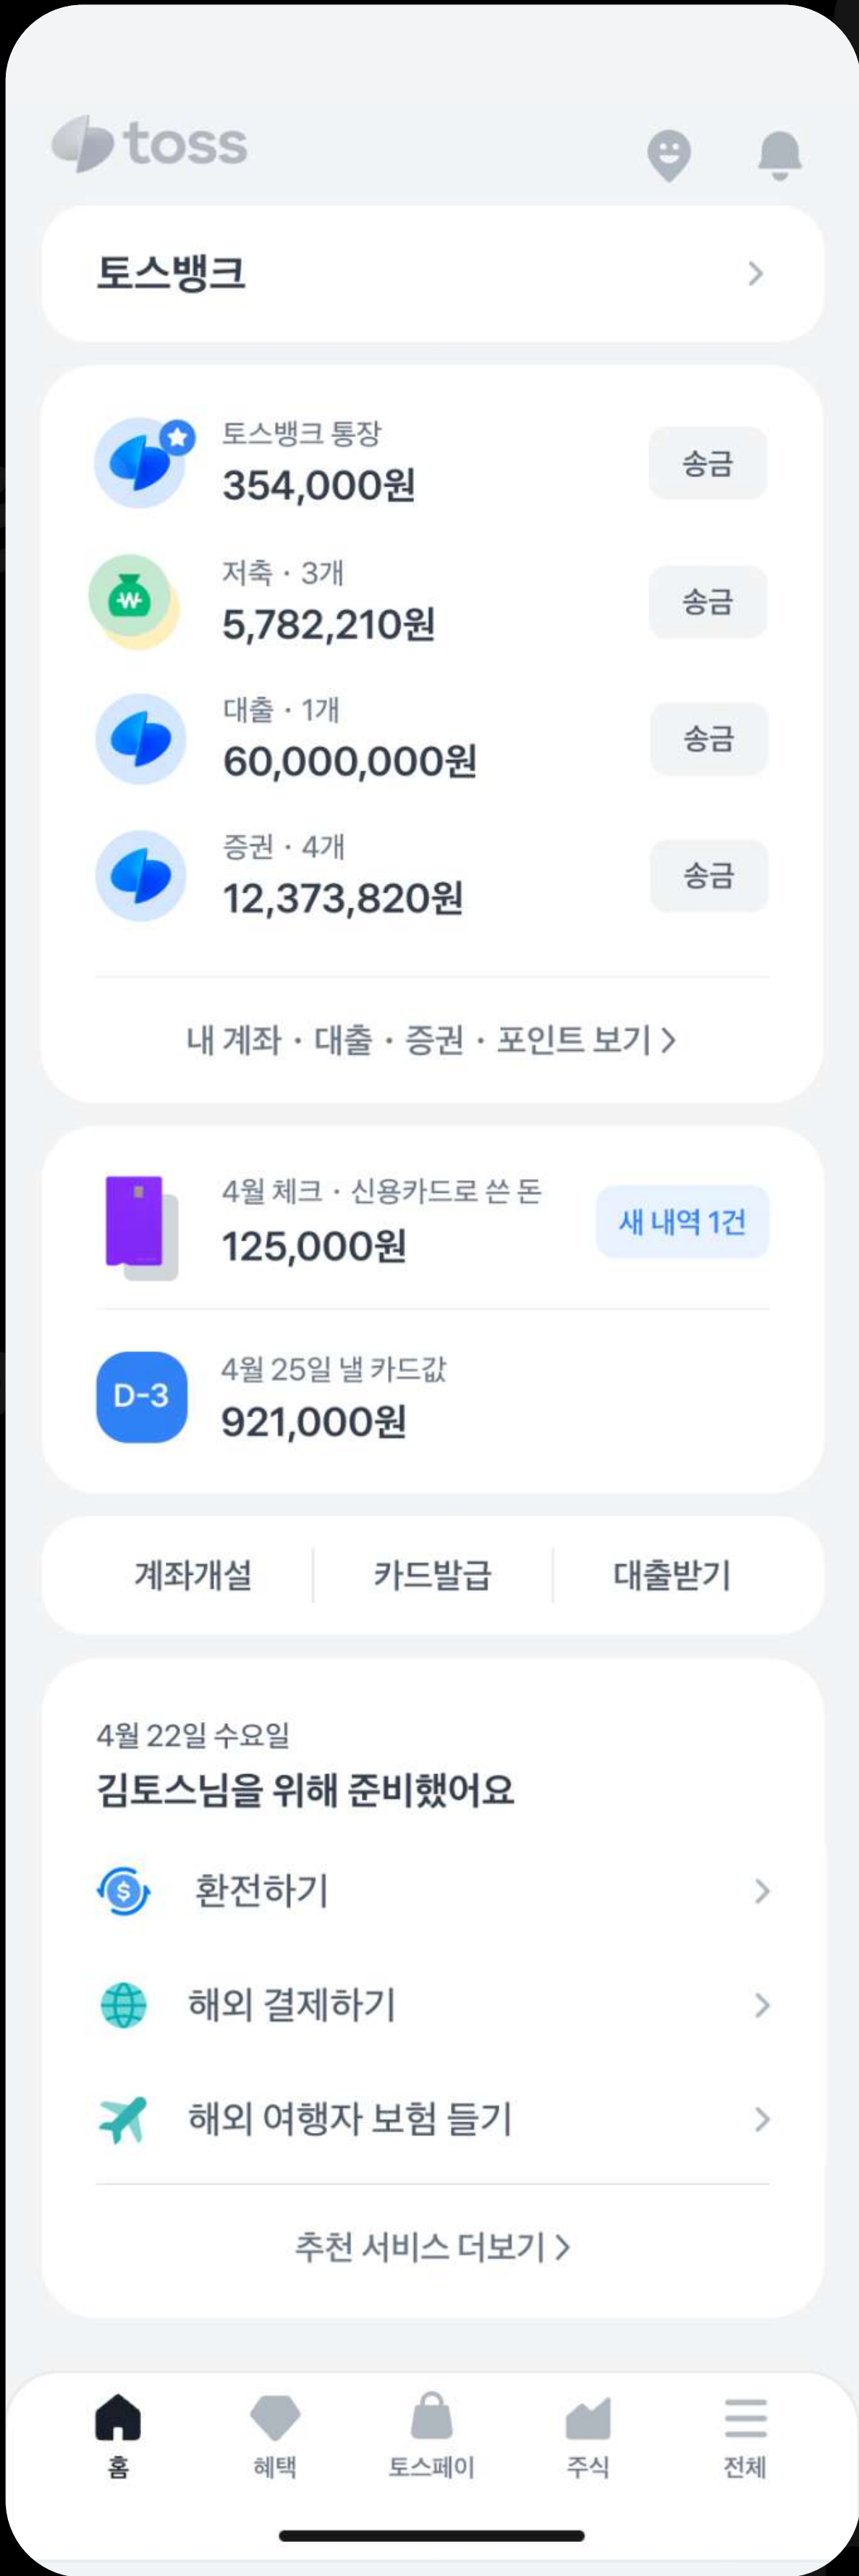 toss
토스뱅크
토스뱅크 통장
354,000원
송금
저축 · 3개
5,782,210원
송금
대출 · 1개
60,000,000원
송금
증권 · 4개
12,373,820원
송금
내 계좌 · 대출 · 증권 · 포인트 보기 >
4월 체크 · 신용카드로 쓴 돈
125,000원
새 내역 1건
D-3
4월 25일 낼 카드값
921,000원
계좌개설 카드발급 대출받기
4월 22일 수요일
김토스님을 위해 준비했어요
환전하기
해외 결제하기
해외 여행자 보험 들기
추천 서비스 더보기 >
홈 혜택 토스페이 주식 전체